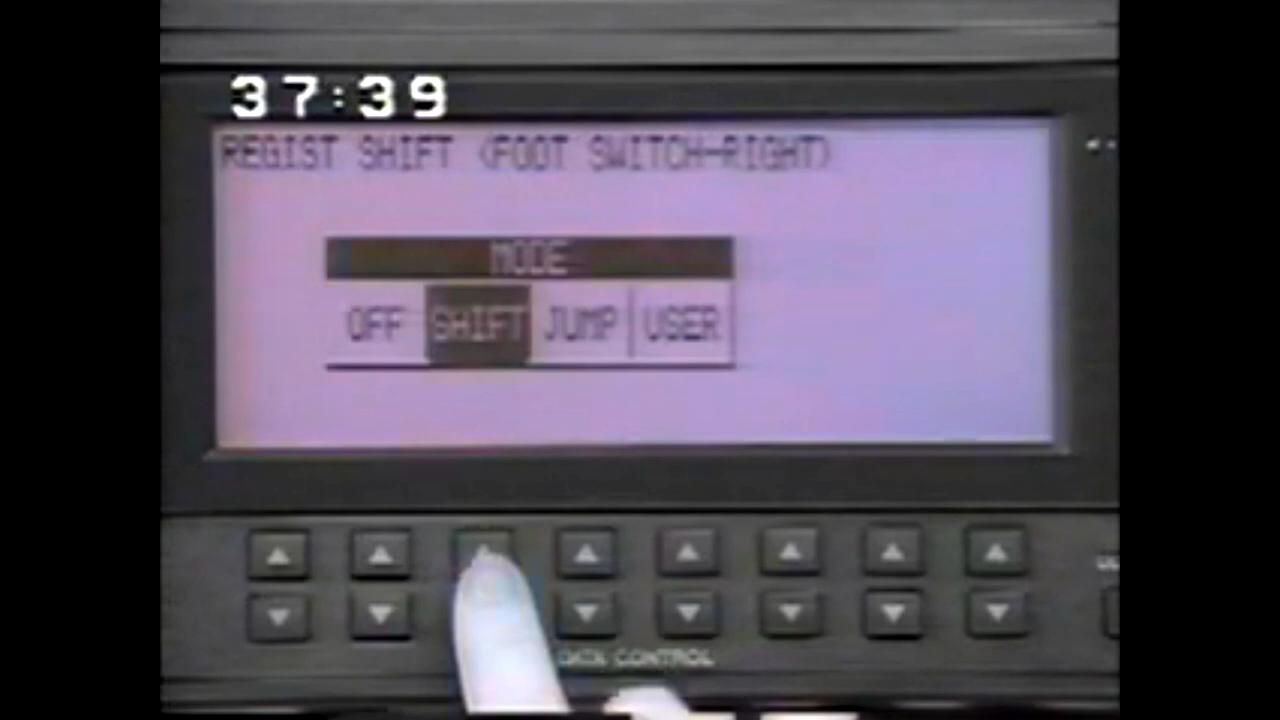 37:39
REGIST SHIFT (FOOT SWITCH-RIGHT)
MODE
OFF SHIFT JUMP USER
DATA CONTROL